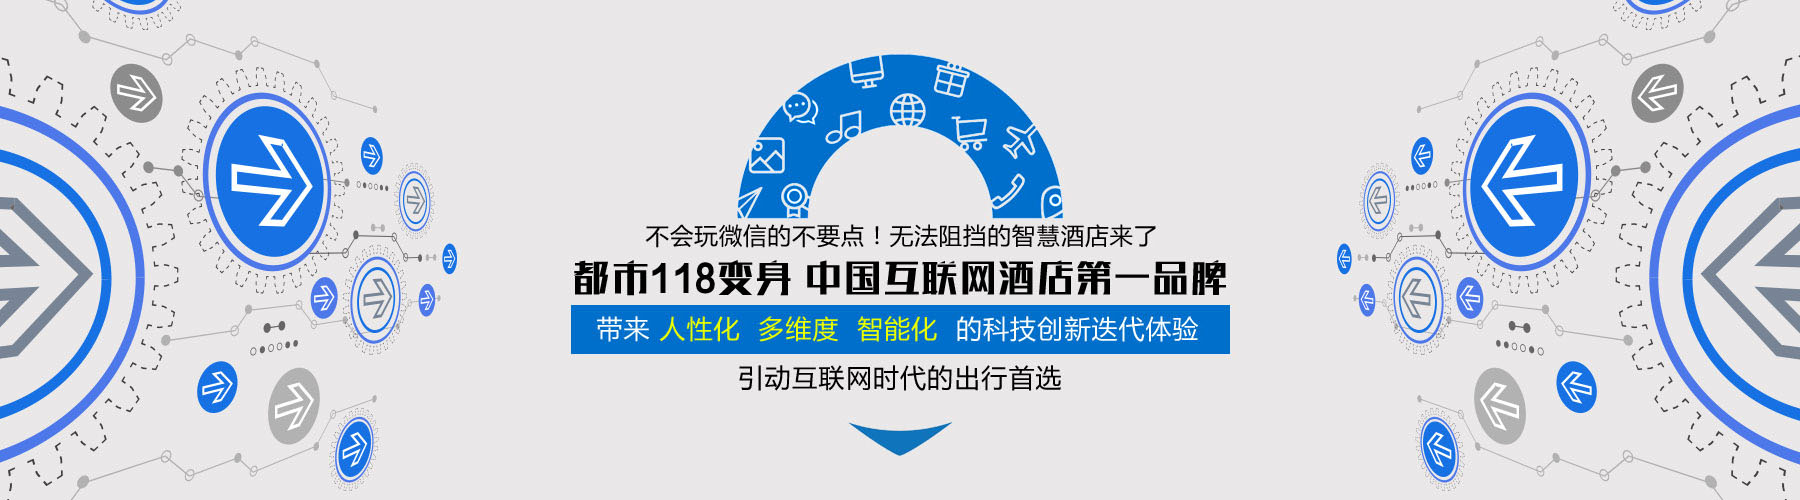 不会玩微信的不要点！无法阻挡的智慧酒店来了
都市118变身 中国互联网酒店第一品牌
带来 人性化 多维度 智能化 的科技创新迭代体验
引动互联网时代的出行首选